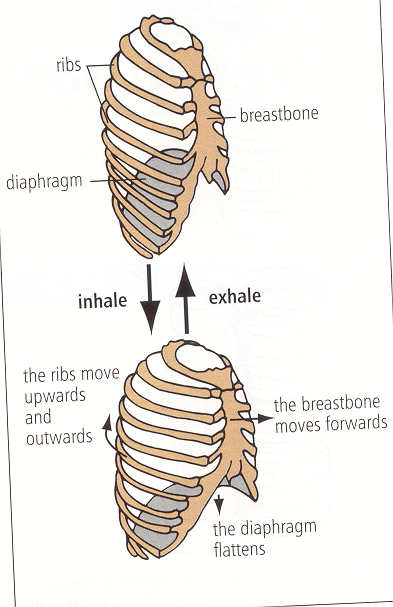 ribs
breastbone
diaphragm
inhale
exhale
the ribs move
upwards
and
outwards
the breastbone
moves forwards
the diaphragm
flattens